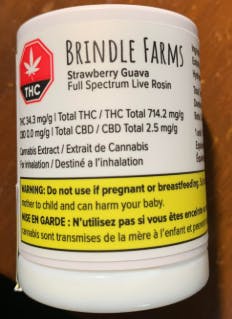 THC
BRINDLE FARMS
Strawberry Guava
Full Spectrum Live Rosin
THC 34.3 mg/g | Total THC / THC Total 714.2 mg/g
CBD 0.0 mg/g | Total CBD / CBD Total 2.5 mg/g
Cannabis Extract / Extrait de Cannabis
For Inhalation / Destiné a l'inhalation
WARNING: Do not use if pregnant or breastfeeding.
mother to child and can harm your baby.
MISE EN GARDE : N'utilisez pas si vous êtes enceinte
cannabis sont transmises de la mère à l'enfant et